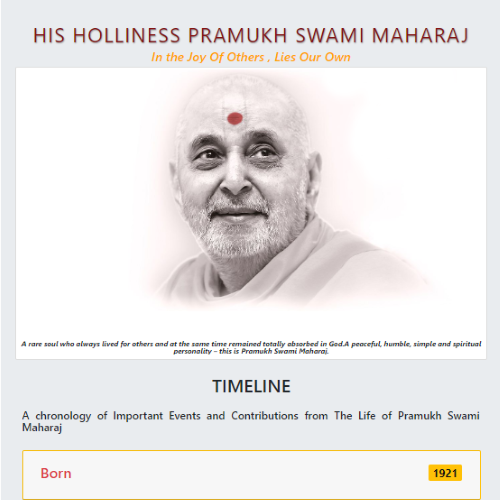 HIS HOLLINESS PRAMUKH SWAMI MAHARAJ
In the Joy Of Others , Lies Our Own
A rare soul who always lived for others and at the same time remained totally absorbed in God.A peaceful, humble, simple and spiritual
personality – this is Pramukh Swami Maharaj.
TIMELINE
A chronology of Important Events and Contributions from The Life of Pramukh Swami
Maharaj
Born 1921